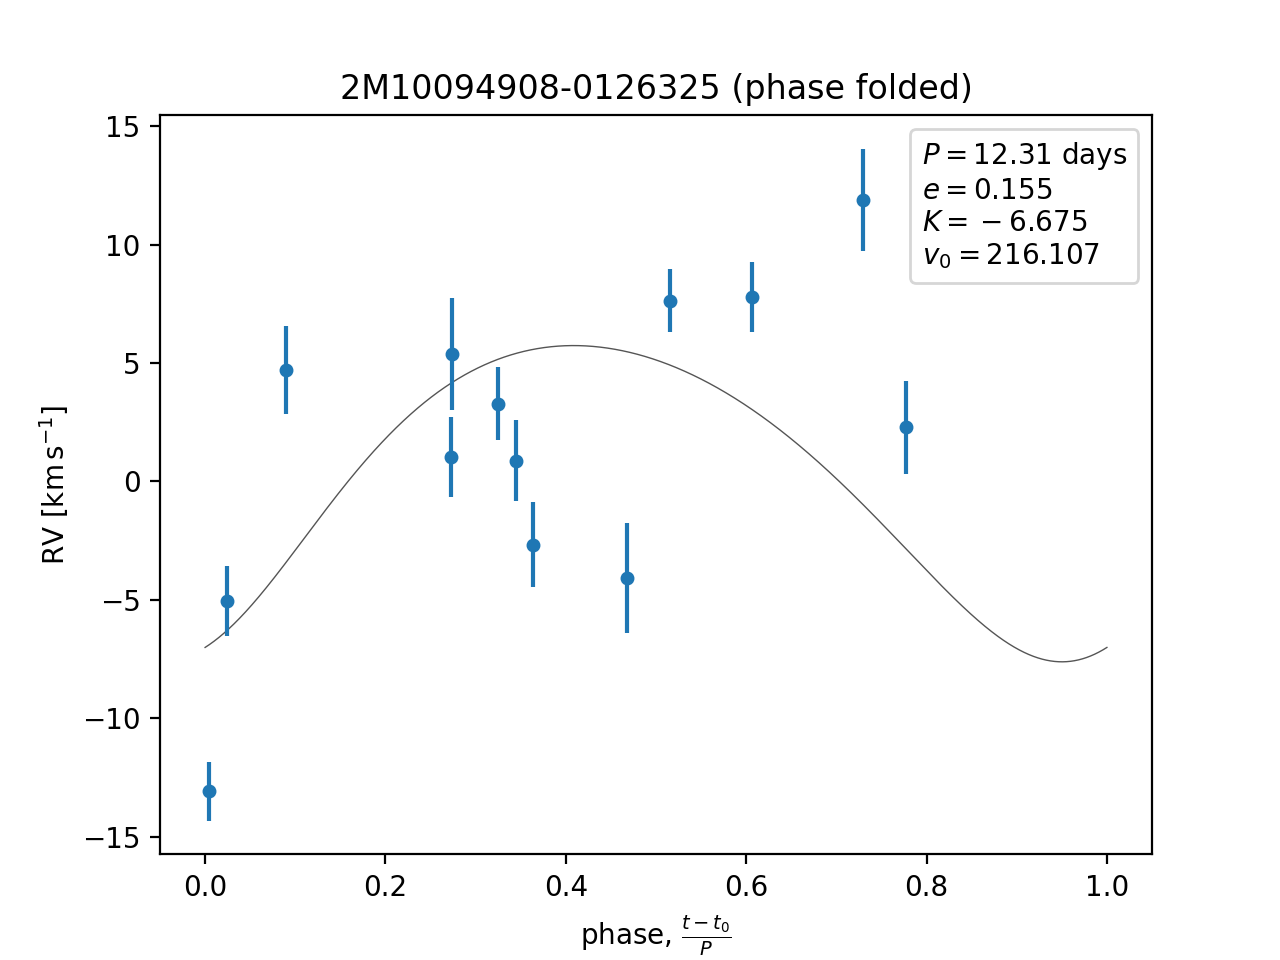 2M10094908-0126325 (phase folded)
P = 12.31 days
e = 0.155
K = −6.675
v₀ = 216.107
15
10
5
0
−5
−10
−15
RV [km s⁻¹]
0.0 0.2 0.4 0.6 0.8 1.0
phase, (t − t₀)/P